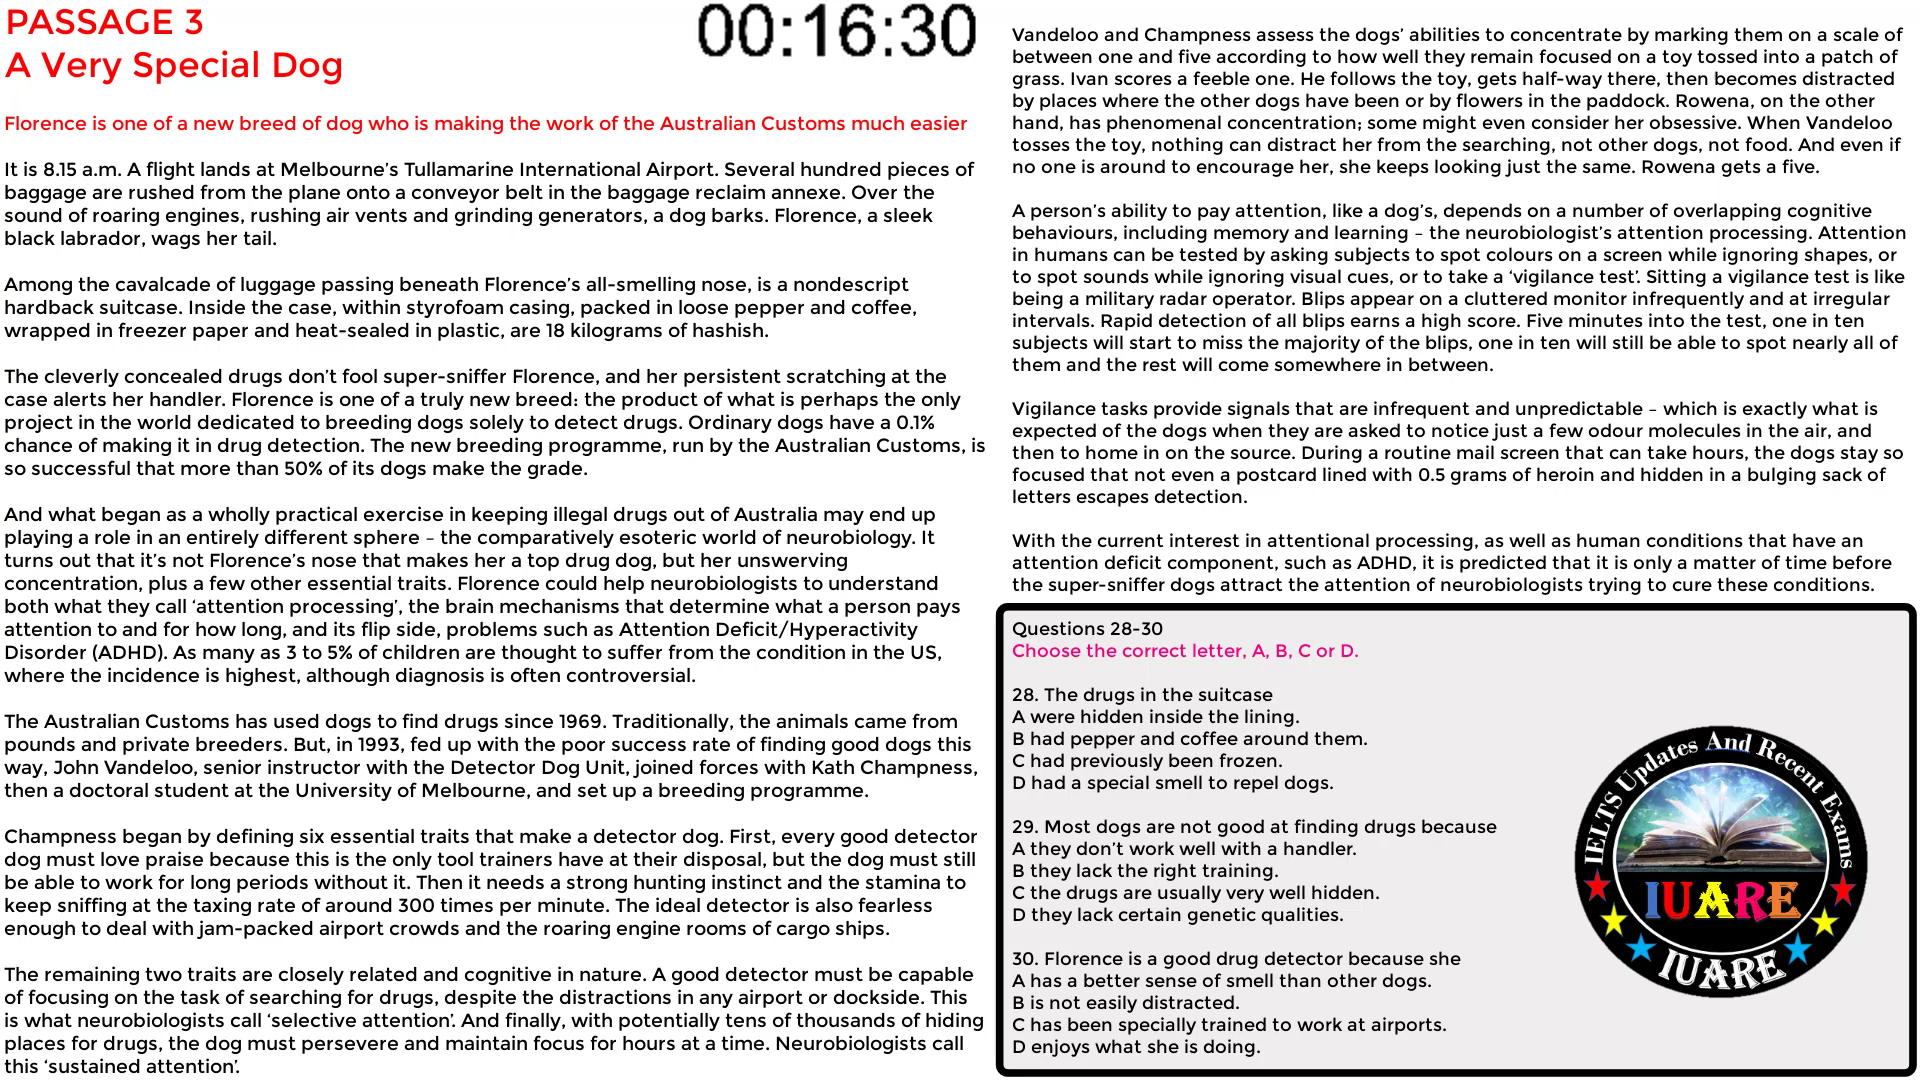 PASSAGE 3
00:16:30
A Very Special Dog
Florence is one of a new breed of dog who is making the work of the Australian Customs much easier
It is 8.15 a.m. A flight lands at Melbourne's Tullamarine International Airport. Several hundred pieces of
baggage are rushed from the plane onto a conveyor belt in the baggage reclaim annexe. Over the
sound of roaring engines, rushing air vents and grinding generators, a dog barks. Florence, a sleek
black labrador, wags her tail.
Among the cavalcade of luggage passing beneath Florence's all-smelling nose, is a nondescript
hardback suitcase. Inside the case, within styrofoam casing, packed in loose pepper and coffee,
wrapped in freezer paper and heat-sealed in plastic, are 18 kilograms of hashish.
The cleverly concealed drugs don't fool super-sniffer Florence, and her persistent scratching at the
case alerts her handler. Florence is one of a truly new breed: the product of what is perhaps the only
project in the world dedicated to breeding dogs solely to detect drugs. Ordinary dogs have a 0.1%
chance of making it in drug detection. The new breeding programme, run by the Australian Customs, is
so successful that more than 50% of its dogs make the grade.
And what began as a wholly practical exercise in keeping illegal drugs out of Australia may end up
playing a role in an entirely different sphere – the comparatively esoteric world of neurobiology. It
turns out that it's not Florence's nose that makes her a top drug dog, but her unswerving
concentration, plus a few other essential traits. Florence could help neurobiologists to understand
both what they call 'attention processing', the brain mechanisms that determine what a person pays
attention to and for how long, and its flip side, problems such as Attention Deficit/Hyperactivity
Disorder (ADHD). As many as 3 to 5% of children are thought to suffer from the condition in the US,
where the incidence is highest, although diagnosis is often controversial.
The Australian Customs has used dogs to find drugs since 1969. Traditionally, the animals came from
pounds and private breeders. But, in 1993, fed up with the poor success rate of finding good dogs this
way, John Vandeloo, senior instructor with the Detector Dog Unit, joined forces with Kath Champness,
then a doctoral student at the University of Melbourne, and set up a breeding programme.
Champness began by defining six essential traits that make a detector dog. First, every good detector
dog must love praise because this is the only tool trainers have at their disposal, but the dog must still
be able to work for long periods without it. Then it needs a strong hunting instinct and the stamina to
keep sniffing at the taxing rate of around 300 times per minute. The ideal detector is also fearless
enough to deal with jam-packed airport crowds and the roaring engine rooms of cargo ships.
The remaining two traits are closely related and cognitive in nature. A good detector must be capable
of focusing on the task of searching for drugs, despite the distractions in any airport or dockside. This
is what neurobiologists call 'selective attention'. And finally, with potentially tens of thousands of hiding
places for drugs, the dog must persevere and maintain focus for hours at a time. Neurobiologists call
this 'sustained attention'.
Vandeloo and Champness assess the dogs' abilities to concentrate by marking them on a scale of
between one and five according to how well they remain focused on a toy tossed into a patch of
grass. Ivan scores a feeble one. He follows the toy, gets half-way there, then becomes distracted
by places where the other dogs have been or by flowers in the paddock. Rowena, on the other
hand, has phenomenal concentration; some might even consider her obsessive. When Vandeloo
tosses the toy, nothing can distract her from the searching, not other dogs, not food. And even if
no one is around to encourage her, she keeps looking just the same. Rowena gets a five.
A person's ability to pay attention, like a dog's, depends on a number of overlapping cognitive
behaviours, including memory and learning – the neurobiologist's attention processing. Attention
in humans can be tested by asking subjects to spot colours on a screen while ignoring shapes, or
to spot sounds while ignoring visual cues, or to take a 'vigilance test'. Sitting a vigilance test is like
being a military radar operator. Blips appear on a cluttered monitor infrequently and at irregular
intervals. Rapid detection of all blips earns a high score. Five minutes into the test, one in ten
subjects will start to miss the majority of the blips, one in ten will still be able to spot nearly all of
them and the rest will come somewhere in between.
Vigilance tasks provide signals that are infrequent and unpredictable – which is exactly what is
expected of the dogs when they are asked to notice just a few odour molecules in the air, and
then to home in on the source. During a routine mail screen that can take hours, the dogs stay so
focused that not even a postcard lined with 0.5 grams of heroin and hidden in a bulging sack of
letters escapes detection.
With the current interest in attentional processing, as well as human conditions that have an
attention deficit component, such as ADHD, it is predicted that it is only a matter of time before
the super-sniffer dogs attract the attention of neurobiologists trying to cure these conditions.
Questions 28-30
Choose the correct letter, A, B, C or D.
28. The drugs in the suitcase
A were hidden inside the lining.
B had pepper and coffee around them.
C had previously been frozen.
D had a special smell to repel dogs.
29. Most dogs are not good at finding drugs because
A they don't work well with a handler.
B they lack the right training.
C the drugs are usually very well hidden.
D they lack certain genetic qualities.
30. Florence is a good drug detector because she
A has a better sense of smell than other dogs.
B is not easily distracted.
C has been specially trained to work at airports.
D enjoys what she is doing.
IELTS Updates And Recent Exams
IUARE
IUARE